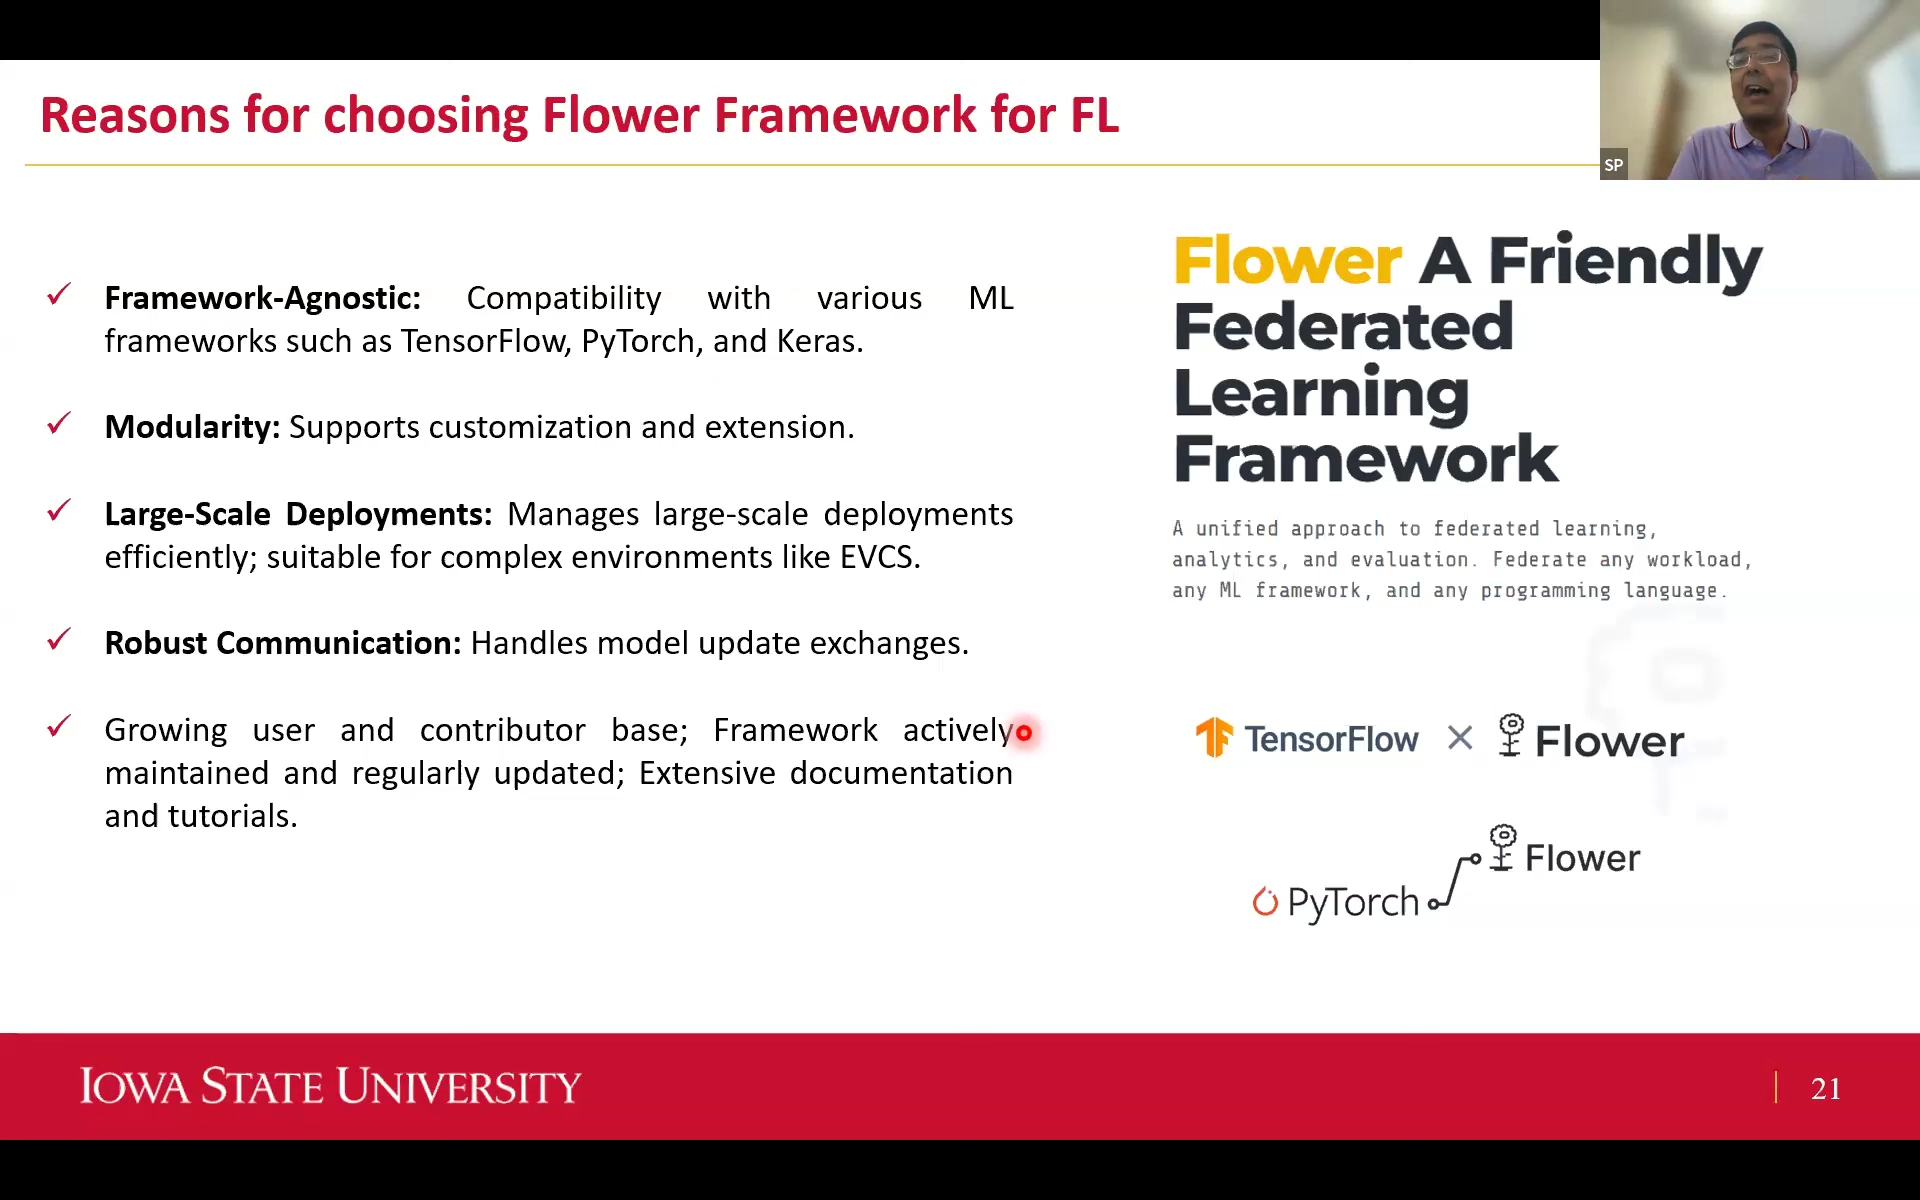 Reasons for choosing Flower Framework for FL
SP
Framework-Agnostic: Compatibility with various ML
frameworks such as TensorFlow, PyTorch, and Keras.
Modularity: Supports customization and extension.
Large-Scale Deployments: Manages large-scale deployments
efficiently; suitable for complex environments like EVCS.
Robust Communication: Handles model update exchanges.
Growing user and contributor base; Framework actively
maintained and regularly updated; Extensive documentation
and tutorials.
Flower A Friendly
Federated
Learning
Framework
A unified approach to federated learning,
analytics, and evaluation. Federate any workload,
any ML framework, and any programming language.
TensorFlow × Flower
Flower
PyTorch
IOWA STATE UNIVERSITY
21